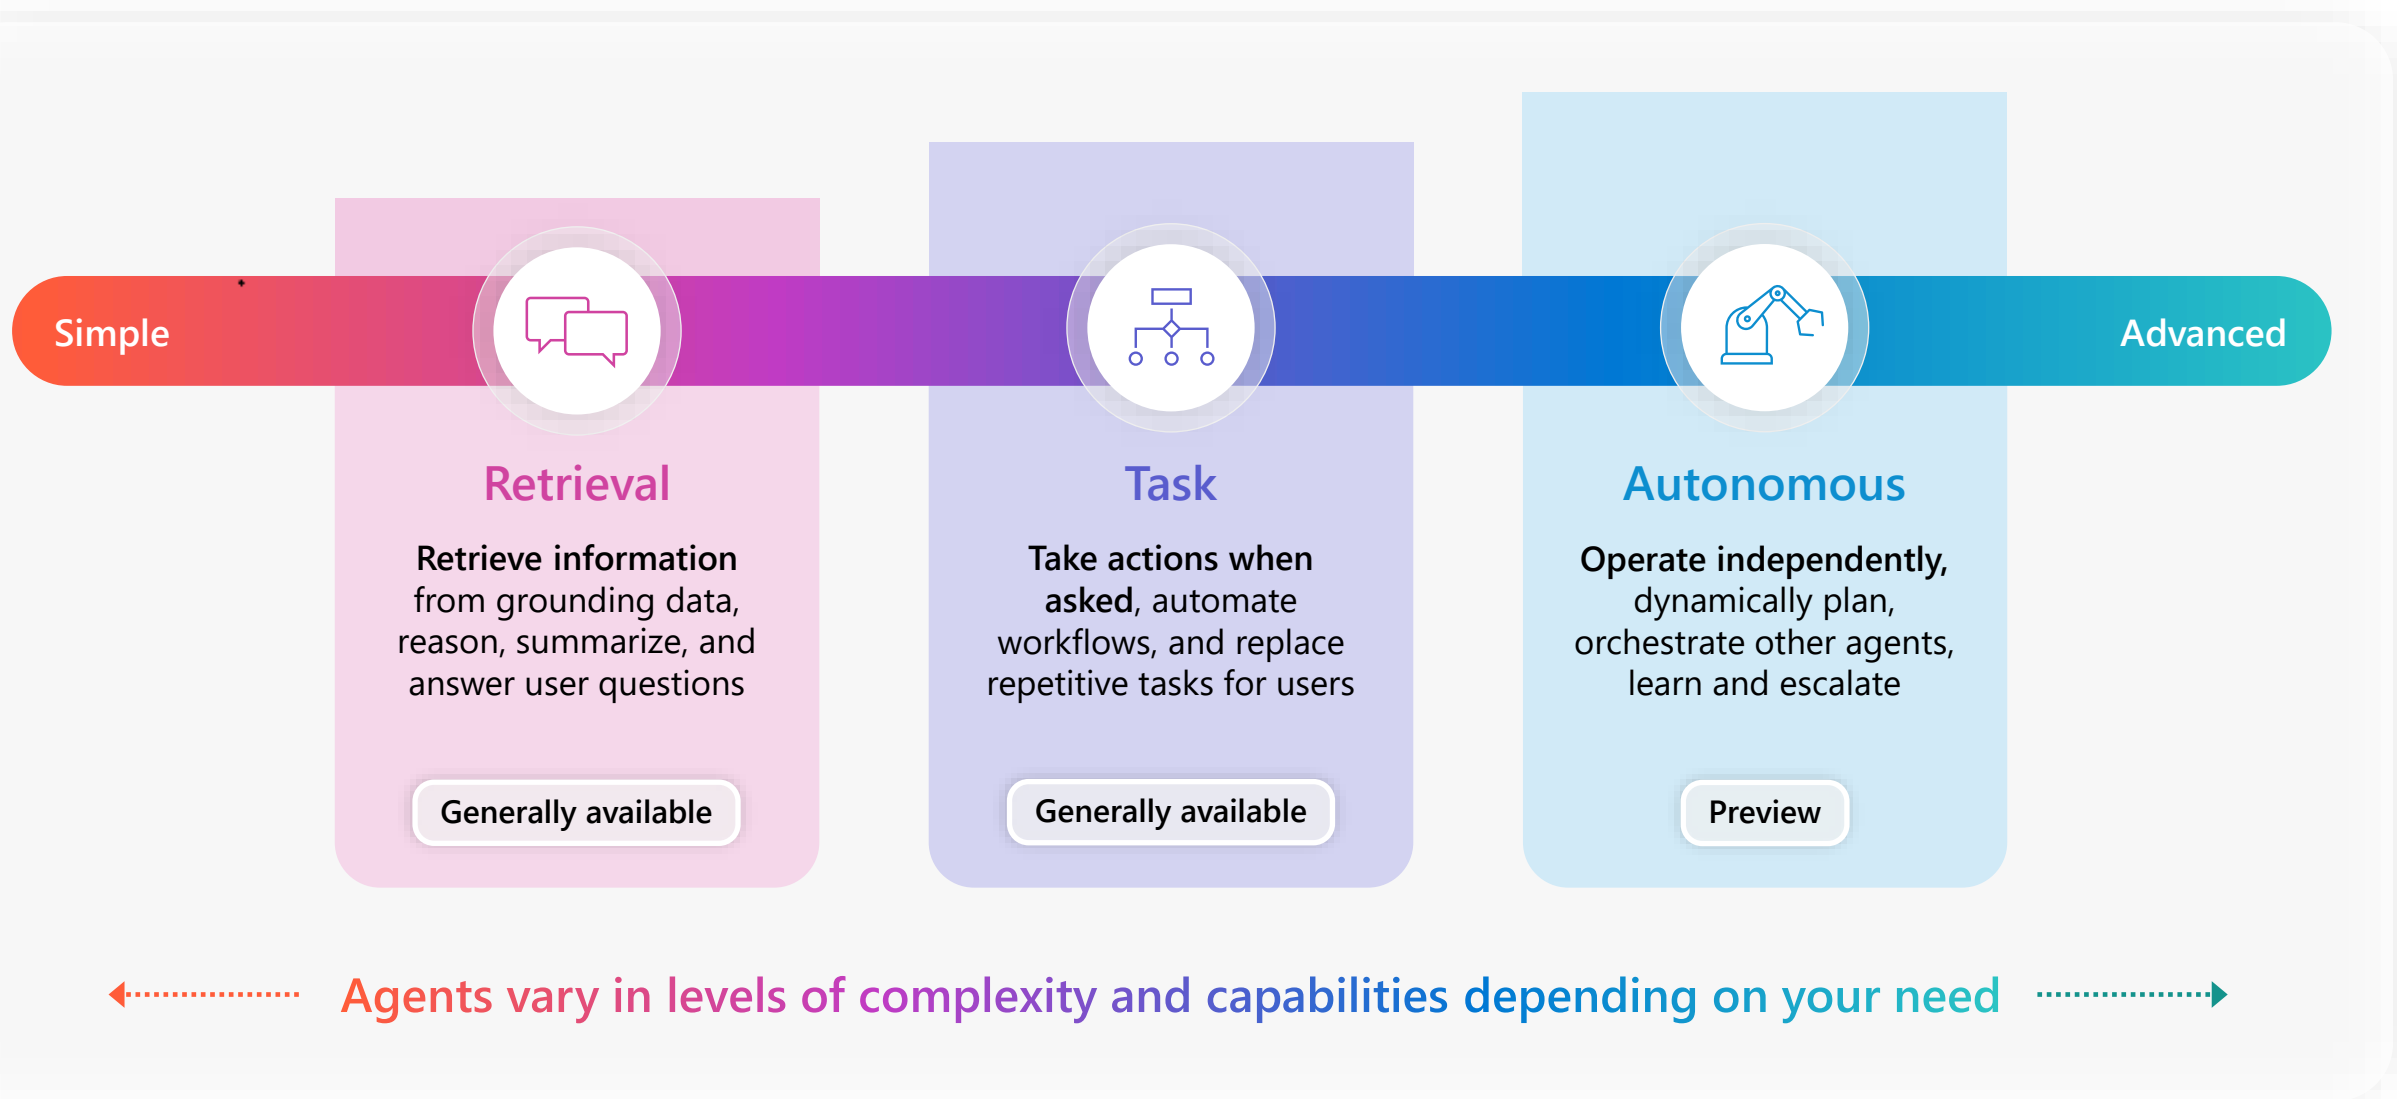 Simple
Advanced
Retrieval
Retrieve information
from grounding data,
reason, summarize, and
answer user questions
Generally available
Task
Take actions when
asked, automate
workflows, and replace
repetitive tasks for users
Generally available
Autonomous
Operate independently,
dynamically plan,
orchestrate other agents,
learn and escalate
Preview
Agents vary in levels of complexity and capabilities depending on your need